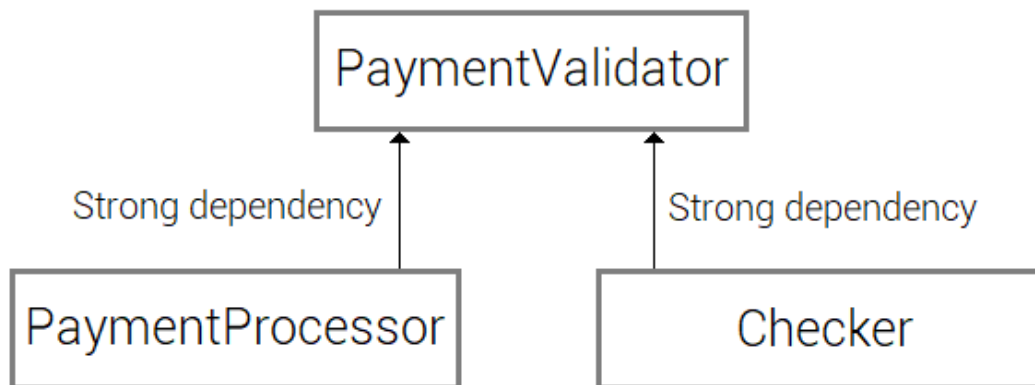 PaymentValidator
Strong dependency
Strong dependency
PaymentProcessor
Checker